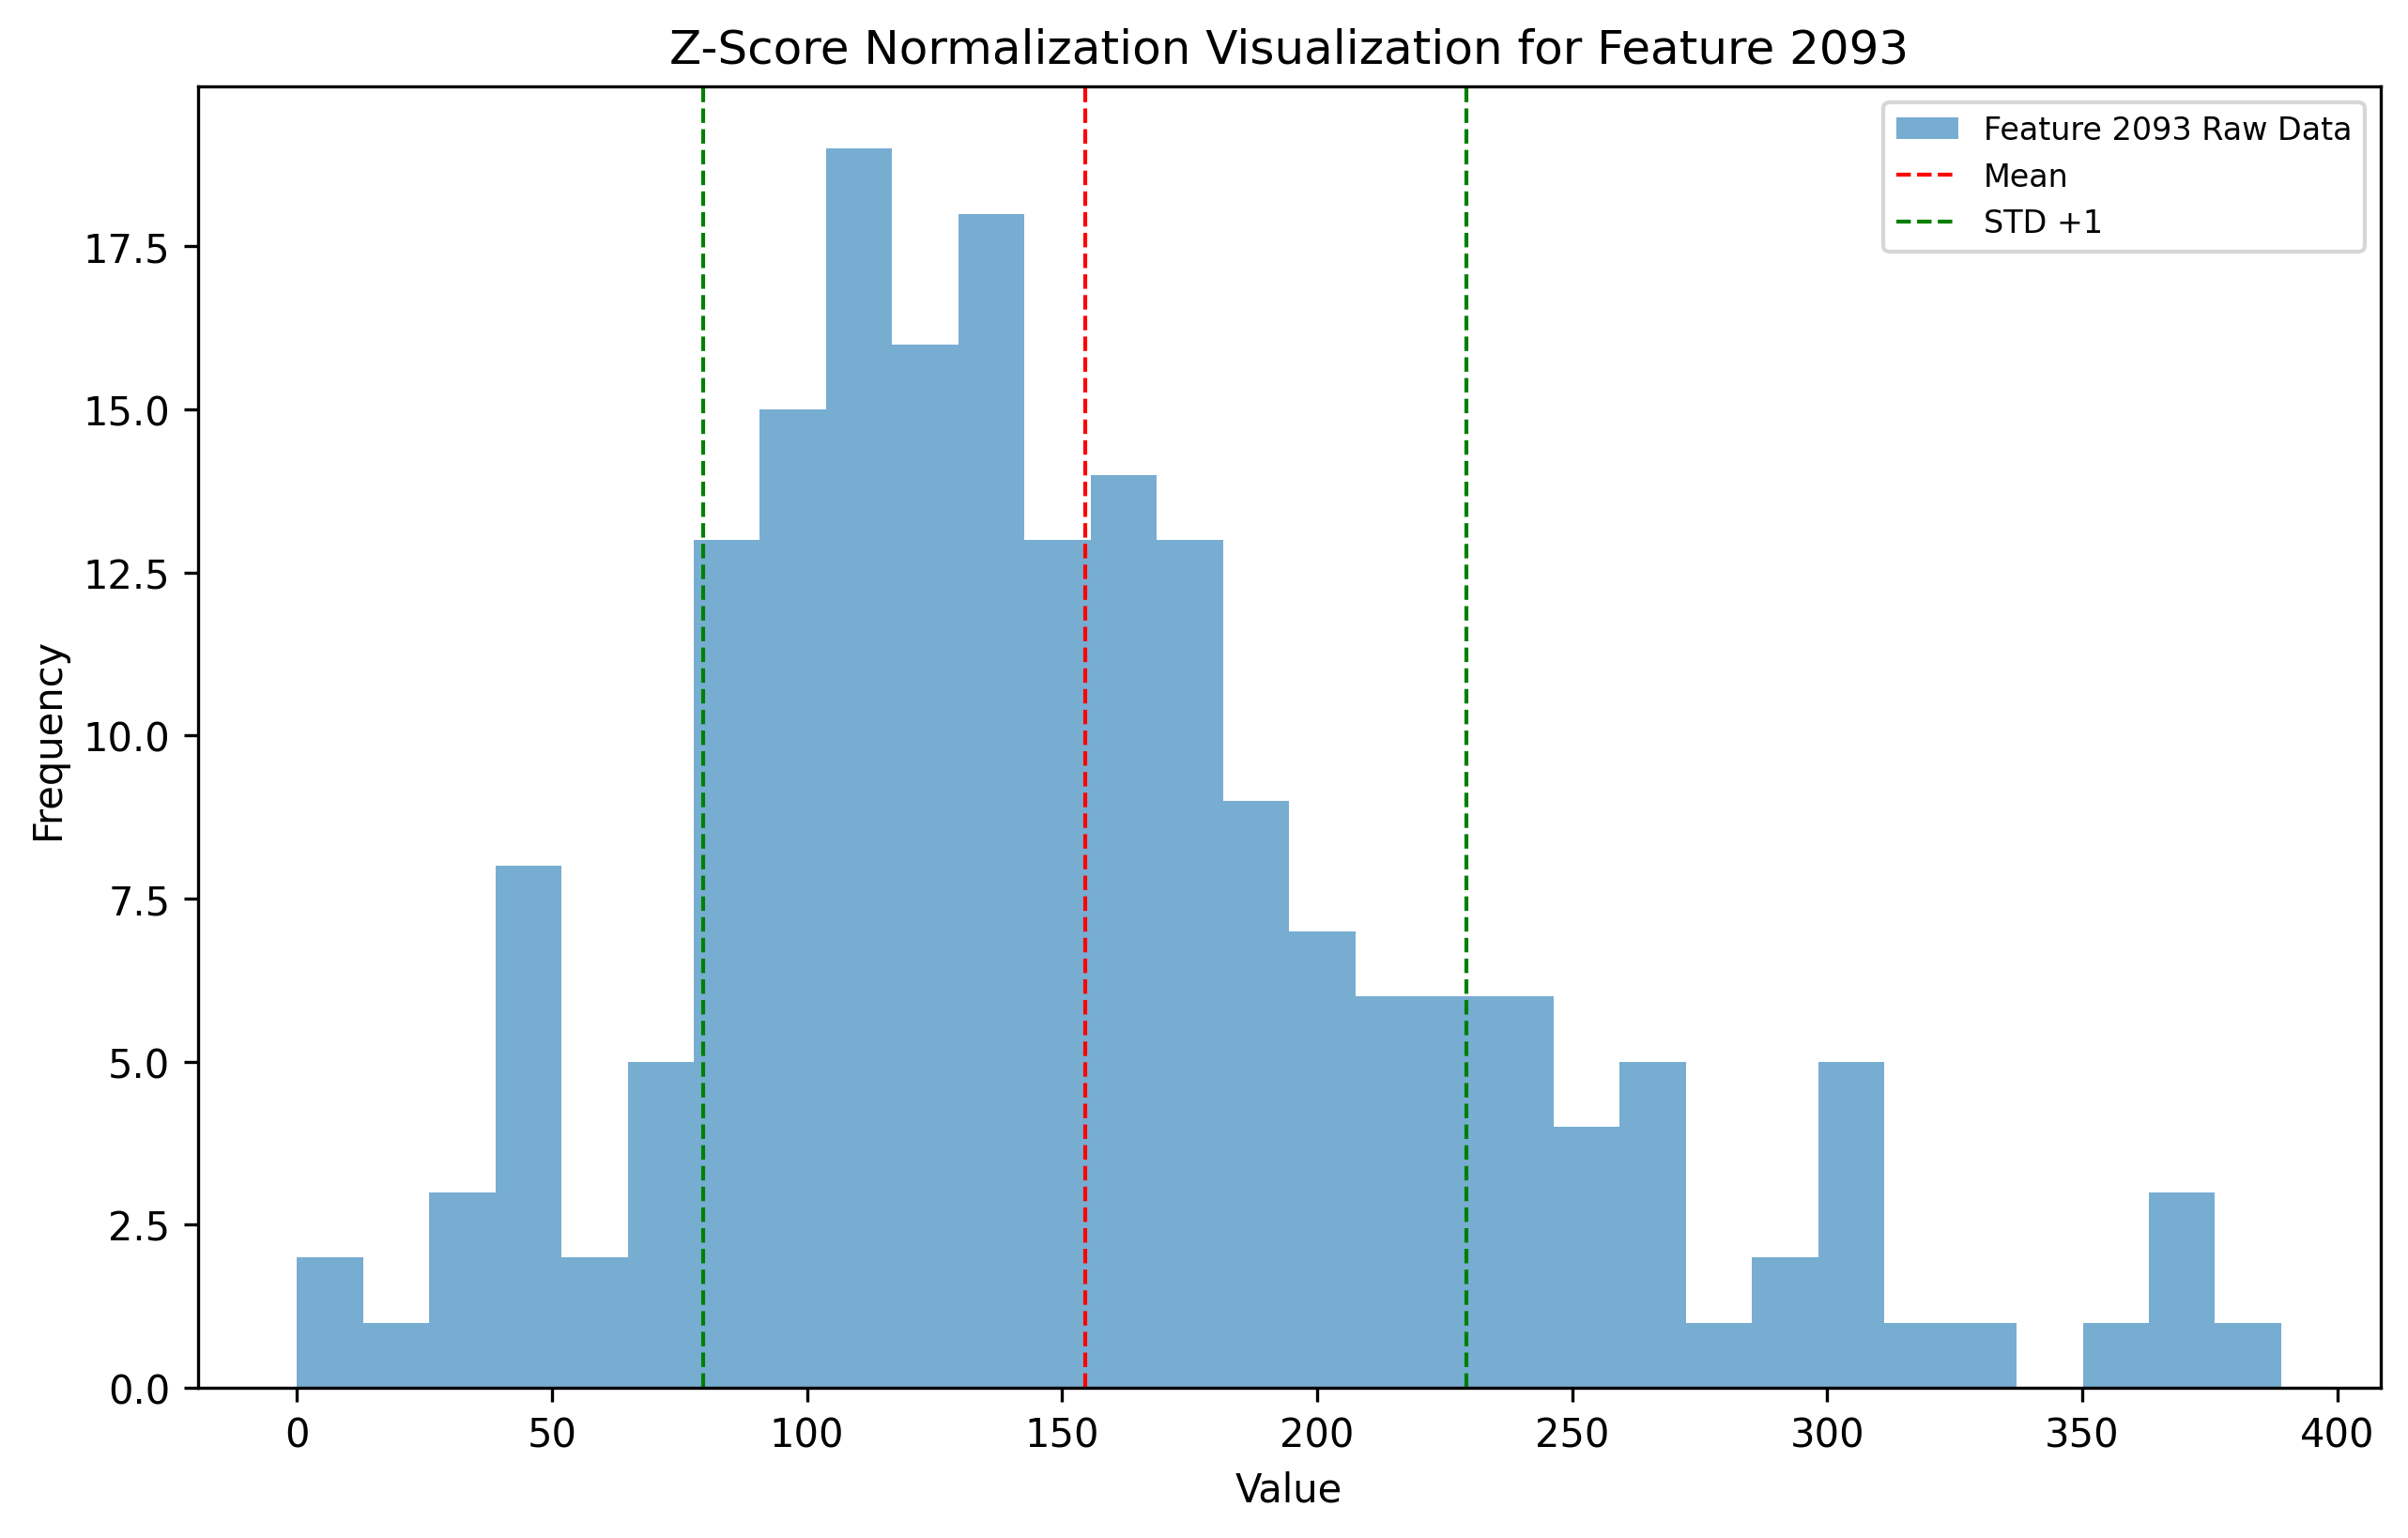 Z-Score Normalization Visualization for Feature 2093
Feature 2093 Raw Data
Mean
STD +1
17.5
15.0
12.5
10.0
7.5
5.0
2.5
0.0
Frequency
0 50 100 150 200 250 300 350 400
Value